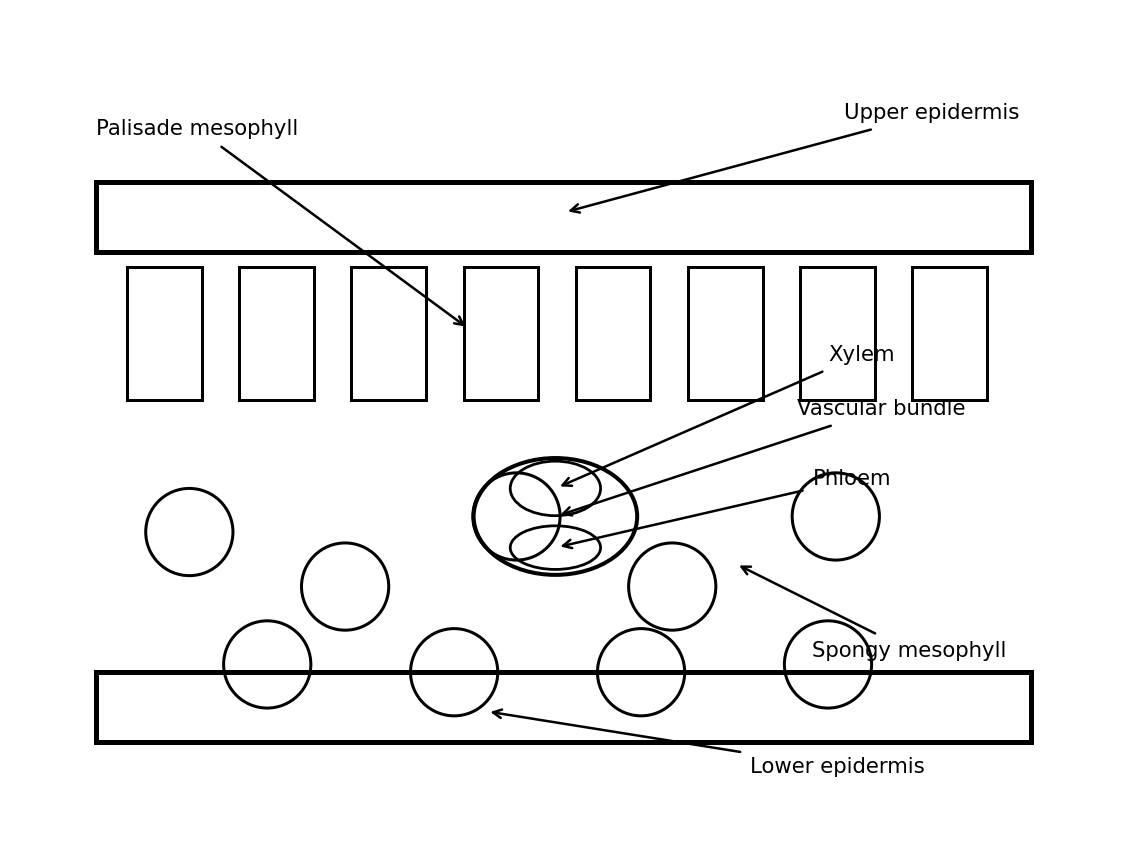 Upper epidermis
Palisade mesophyll
Xylem
Vascular bundle
Phloem
Spongy mesophyll
Lower epidermis